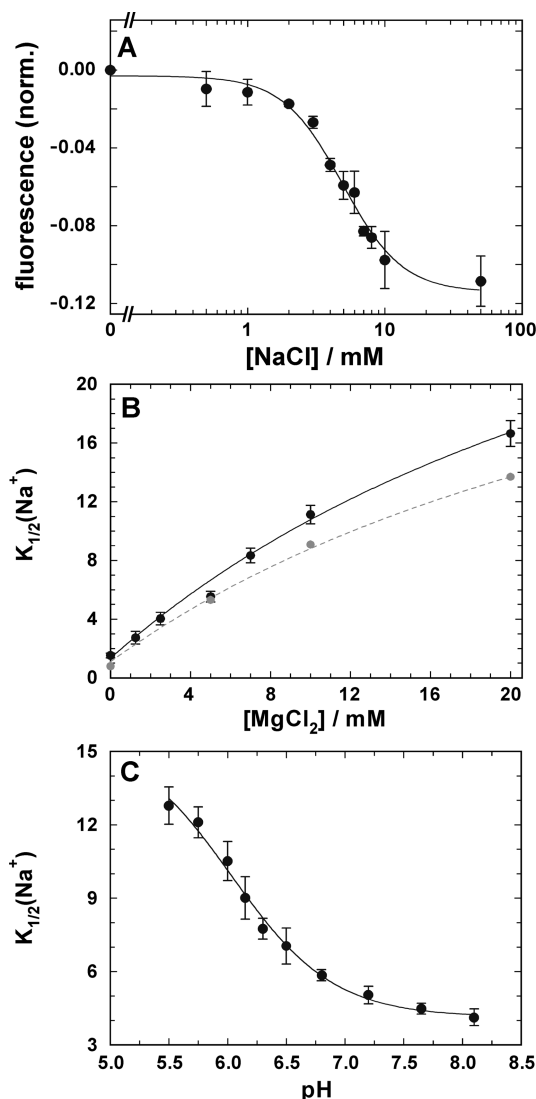 A
0.00
-0.04
-0.08
-0.12
fluorescence (norm.)
0 1 10 100
[NaCl] / mM
B
20
16
12
8
4
0
K1/2(Na+)
0 4 8 12 16 20
[MgCl2] / mM
C
15
12
9
6
3
K1/2(Na+)
5.0 5.5 6.0 6.5 7.0 7.5 8.0 8.5
pH